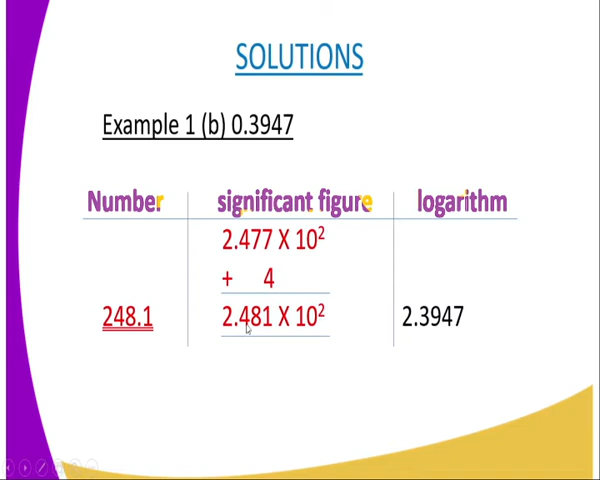 SOLUTIONS
Example 1 (b) 0.3947
Number significant figure logarithm
2.477 X 10²
+ 4
248.1 2.481 X 10² 2.3947